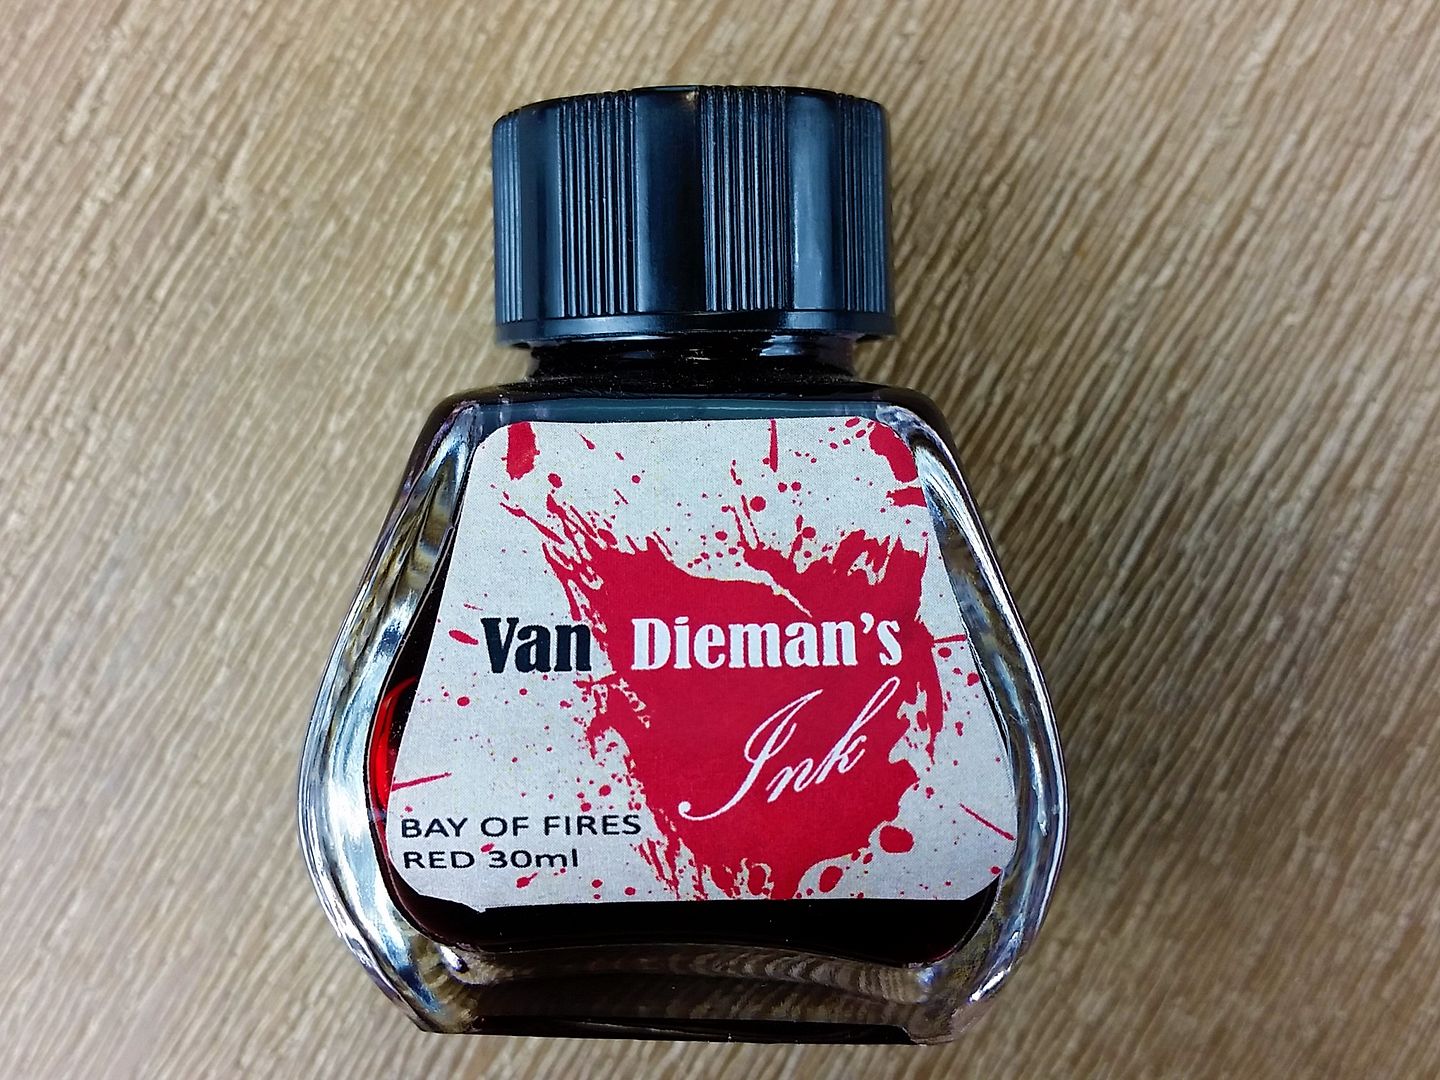 Van Dieman's
Ink
BAY OF FIRES
RED 30ml